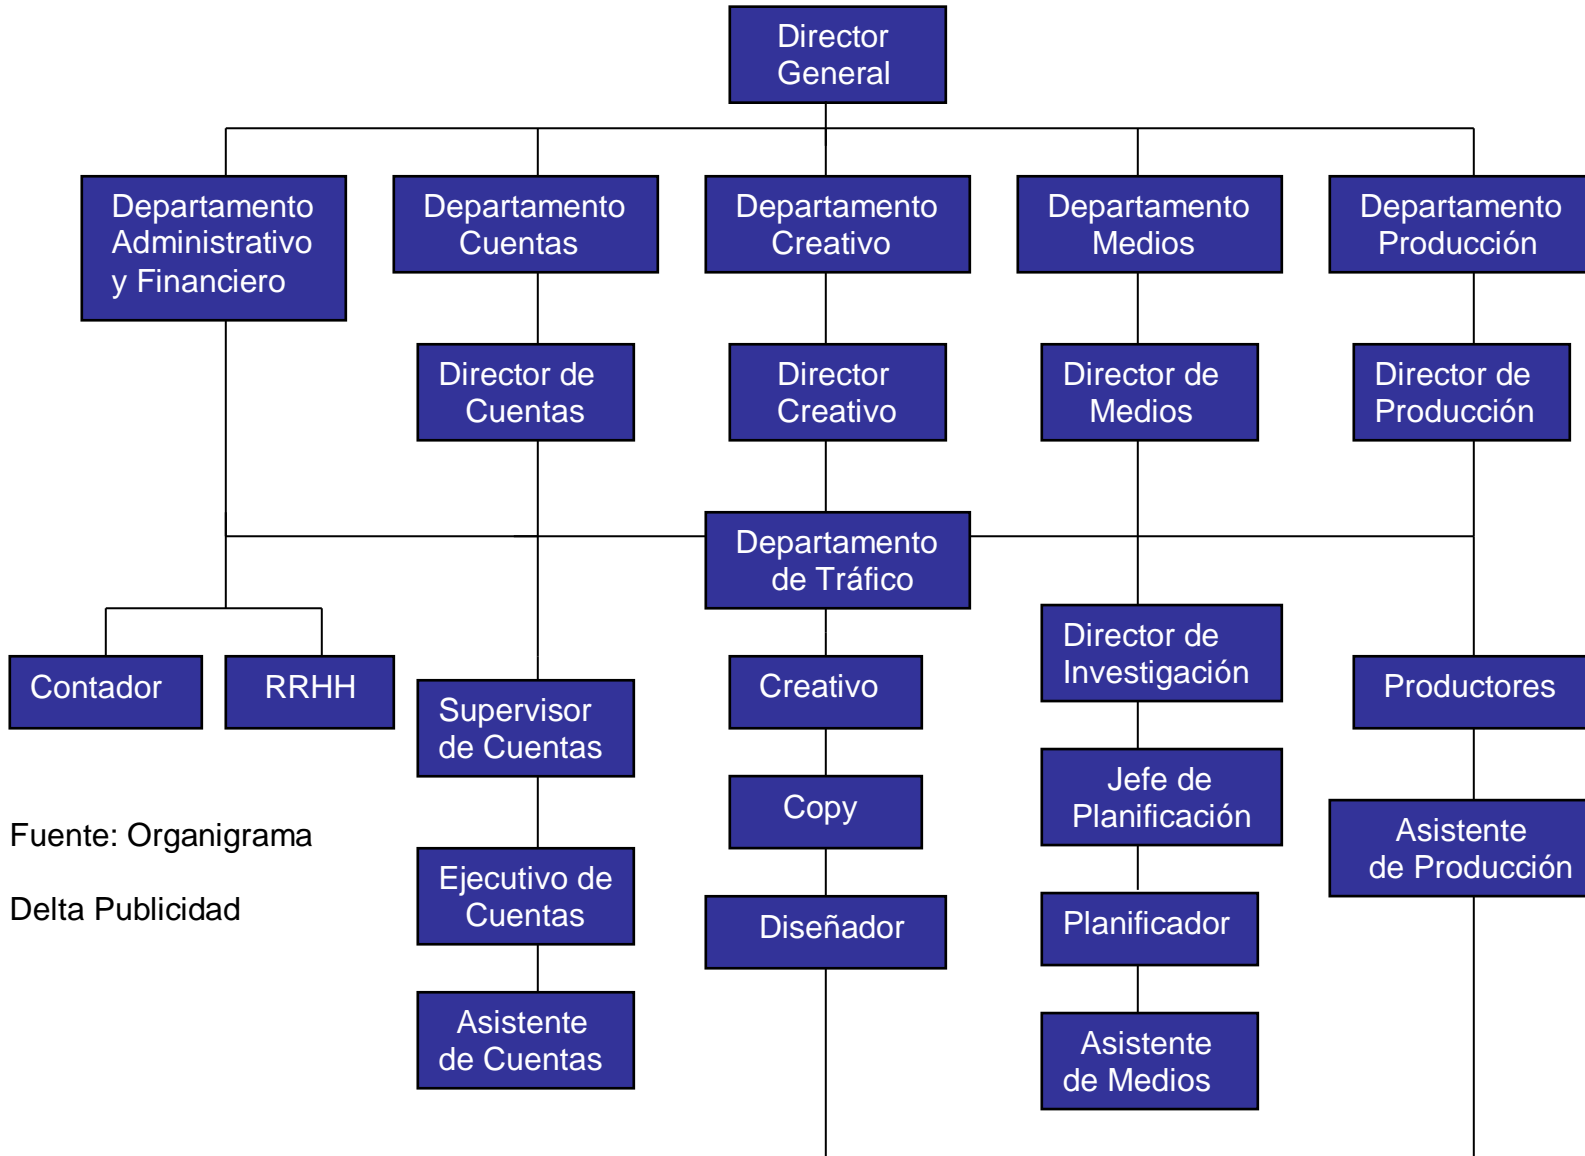 Director
General
Departamento
Administrativo
y Financiero
Departamento
Cuentas
Departamento
Creativo
Departamento
Medios
Departamento
Producción
Director de
Cuentas
Director
Creativo
Director de
Medios
Director de
Producción
Departamento
de Tráfico
Contador
RRHH
Supervisor
de Cuentas
Creativo
Director de
Investigación
Productores
Copy
Jefe de
Planificación
Asistente
de Producción
Fuente: Organigrama
Delta Publicidad
Ejecutivo de
Cuentas
Diseñador
Planificador
Asistente
de Cuentas
Asistente
de Medios